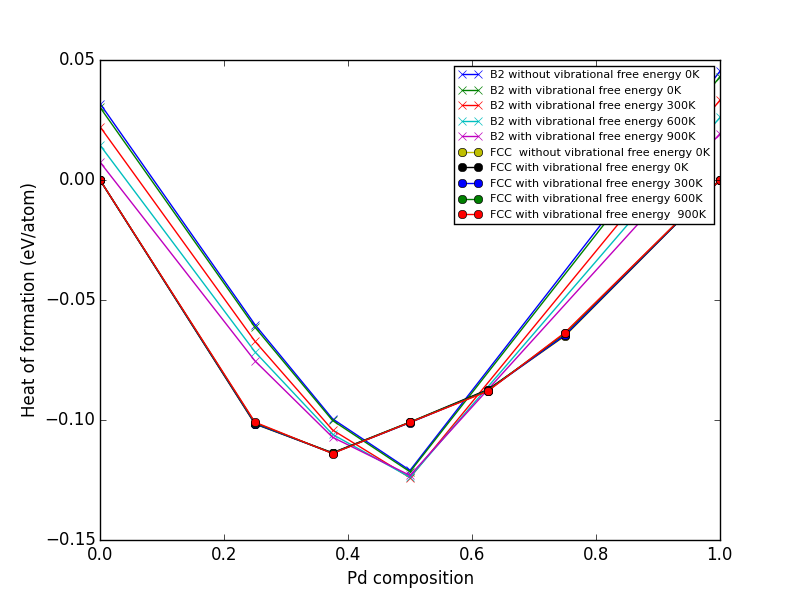 0.05
0.00
−0.05
−0.10
−0.15
Heat of formation (eV/atom)
B2 without vibrational free energy 0K
B2 with vibrational free energy 0K
B2 with vibrational free energy 300K
B2 with vibrational free energy 600K
B2 with vibrational free energy 900K
FCC  without vibrational free energy 0K
FCC with vibrational free energy 0K
FCC with vibrational free energy 300K
FCC with vibrational free energy 600K
FCC with vibrational free energy  900K
0.0 0.2 0.4 0.6 0.8 1.0
Pd composition